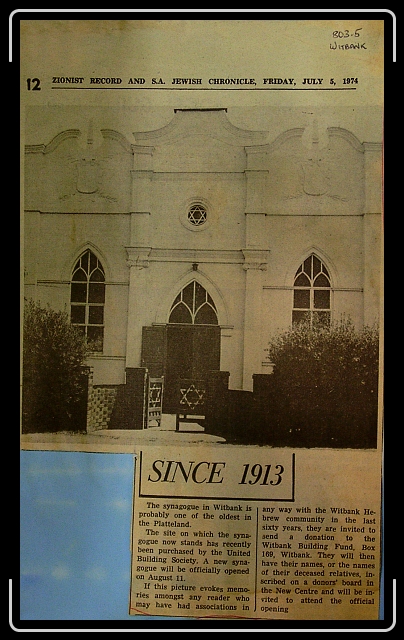 803-5
WITBANK
12 ZIONIST RECORD AND S.A. JEWISH CHRONICLE, FRIDAY, JULY 5, 1974
SINCE 1913
The synagogue in Witbank is
probably one of the oldest in
the Platteland.
The site on which the syna-
gogue now stands has recently
been purchased by the United
Building Society. A new syna-
gogue will be officially opened
on August 11.
If this picture evokes memo-
ries amongst any reader who
may have had associations in
any way with the Witbank He-
brew community in the last
sixty years, they are invited to
send a donation to the
Witbank Building Fund, Box
169, Witbank. They will then
have their names, or the names
of their deceased relatives, in-
scribed on a donors' board in
the New Centre and will be in-
vited to attend the official
opening